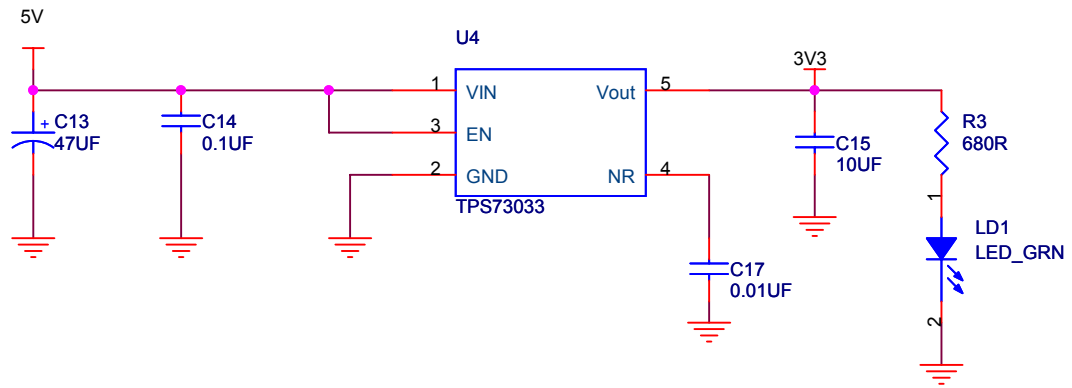 5V
U4
3V3
1
VIN
Vout
5
+
C13
47UF
C14
0.1UF
3
EN
C15
10UF
R3
680R
2
GND
NR
4
TPS73033
1
LD1
LED_GRN
C17
0.01UF
2